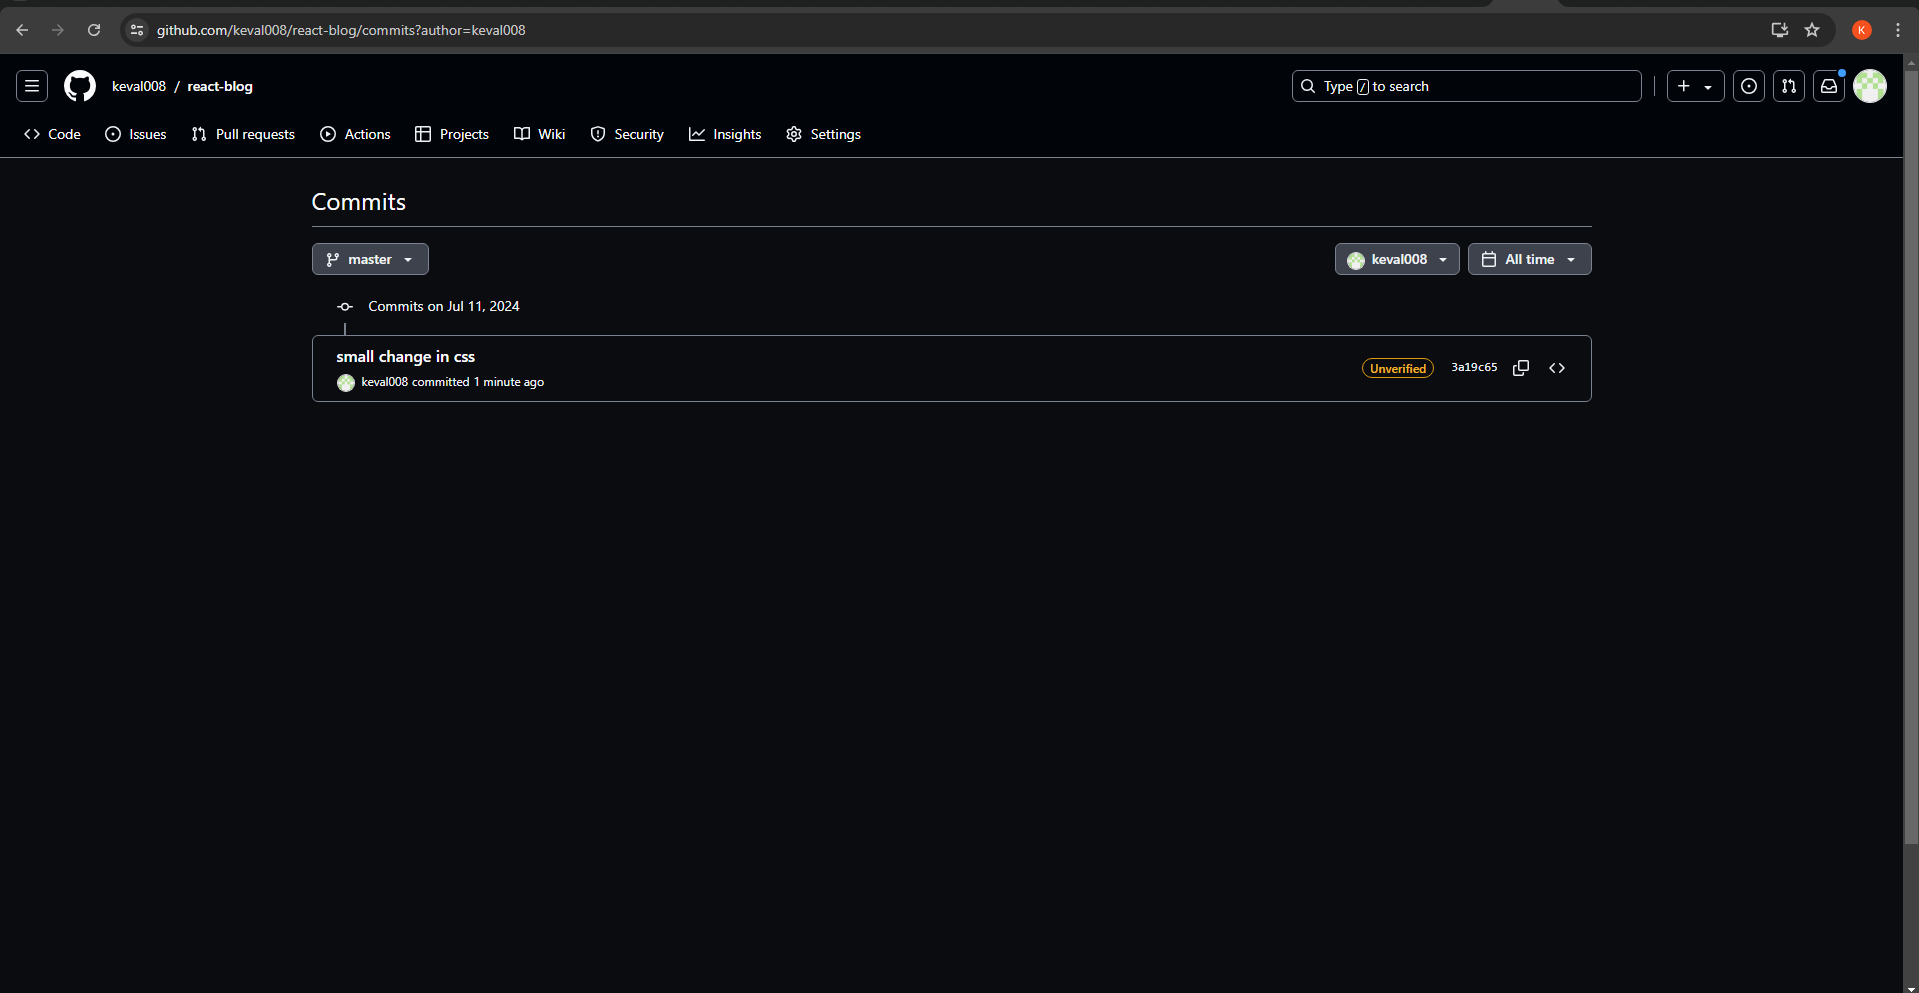 github.com/keval008/react-blog/commits?author=keval008
K
keval008 / react-blog
Type / to search
Code Issues Pull requests Actions Projects Wiki Security Insights Settings
Commits
master
keval008 All time
Commits on Jul 11, 2024
small change in css
keval008 committed 1 minute ago
Unverified 3a19c65